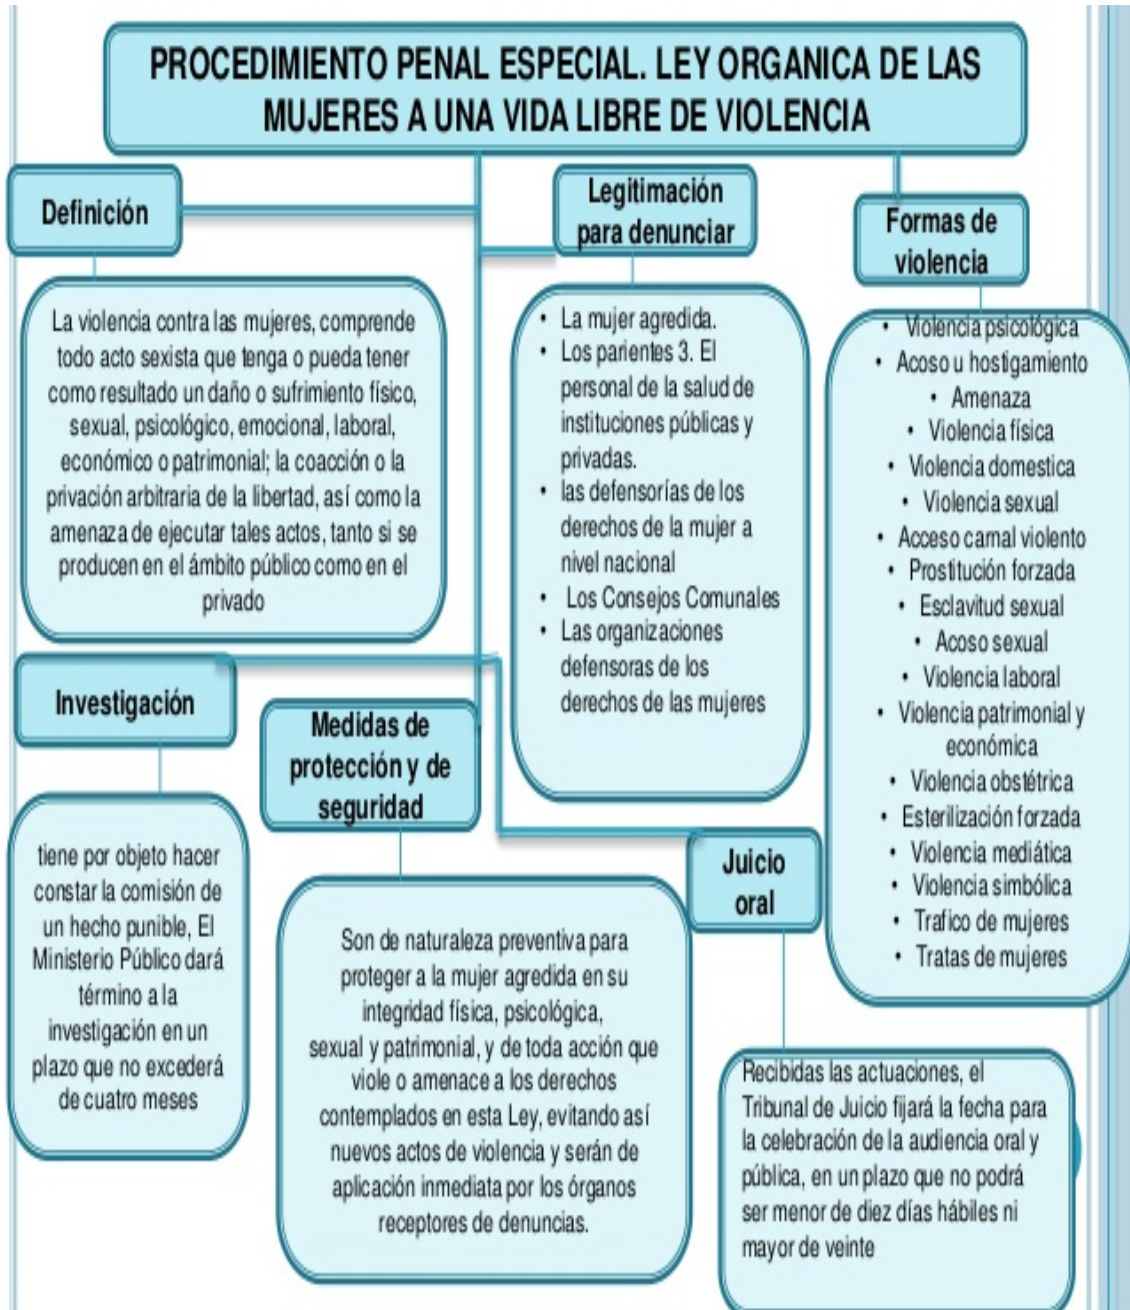 PROCEDIMIENTO PENAL ESPECIAL. LEY ORGANICA DE LAS
MUJERES A UNA VIDA LIBRE DE VIOLENCIA
Definición
La violencia contra las mujeres, comprende
todo acto sexista que tenga o pueda tener
como resultado un daño o sufrimiento físico,
sexual, psicológico, emocional, laboral,
económico o patrimonial; la coacción o la
privación arbitraria de la libertad, así como la
amenaza de ejecutar tales actos, tanto si se
producen en el ámbito público como en el
privado
Legitimación
para denunciar
• La mujer agredida.
• Los parientes 3. El
personal de la salud de
instituciones públicas y
privadas.
• las defensorías de los
derechos de la mujer a
nivel nacional
• Los Consejos Comunales
• Las organizaciones
defensoras de los
derechos de las mujeres
Formas de
violencia
• Violencia psicológica
• Acoso u hostigamiento
• Amenaza
• Violencia física
• Violencia domestica
• Violencia sexual
• Acceso carnal violento
• Prostitución forzada
• Esclavitud sexual
• Acoso sexual
• Violencia laboral
• Violencia patrimonial y
económica
• Violencia obstétrica
• Esterilización forzada
• Violencia mediática
• Violencia simbólica
• Trafico de mujeres
• Tratas de mujeres
Investigación
tiene por objeto hacer
constar la comisión de
un hecho punible, El
Ministerio Público dará
término a la
investigación en un
plazo que no excederá
de cuatro meses
Medidas de
protección y de
seguridad
Son de naturaleza preventiva para
proteger a la mujer agredida en su
integridad física, psicológica,
sexual y patrimonial, y de toda acción que
viole o amenace a los derechos
contemplados en esta Ley, evitando así
nuevos actos de violencia y serán de
aplicación inmediata por los órganos
receptores de denuncias.
Juicio
oral
Recibidas las actuaciones, el
Tribunal de Juicio fijará la fecha para
la celebración de la audiencia oral y
pública, en un plazo que no podrá
ser menor de diez días hábiles ni
mayor de veinte